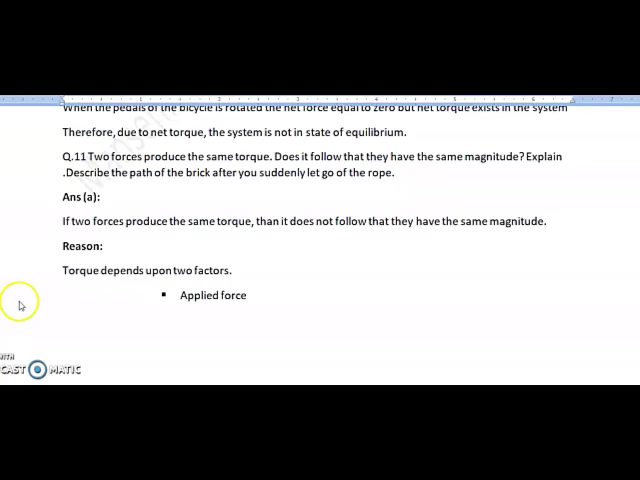 When the pedals of the bicycle is rotated the net force equal to zero but net torque exists in the system
Therefore, due to net torque, the system is not in state of equilibrium.
Q.11 Two forces produce the same torque. Does it follow that they have the same magnitude? Explain
.Describe the path of the brick after you suddenly let go of the rope.
Ans (a):
If two forces produce the same torque, than it does not follow that they have the same magnitude.
Reason:
Torque depends upon two factors.
▪ Applied force
WITH
CAST MATIC